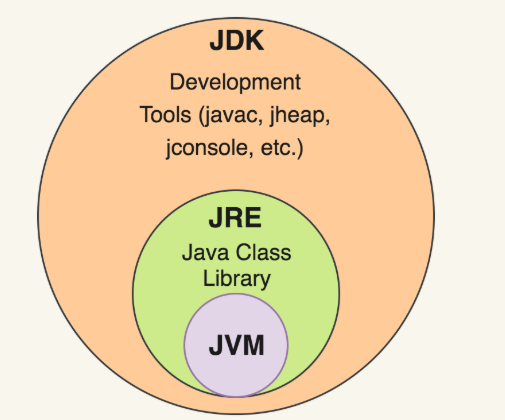 JDK
Development
Tools (javac, jheap,
jconsole, etc.)
JRE
Java Class
Library
JVM